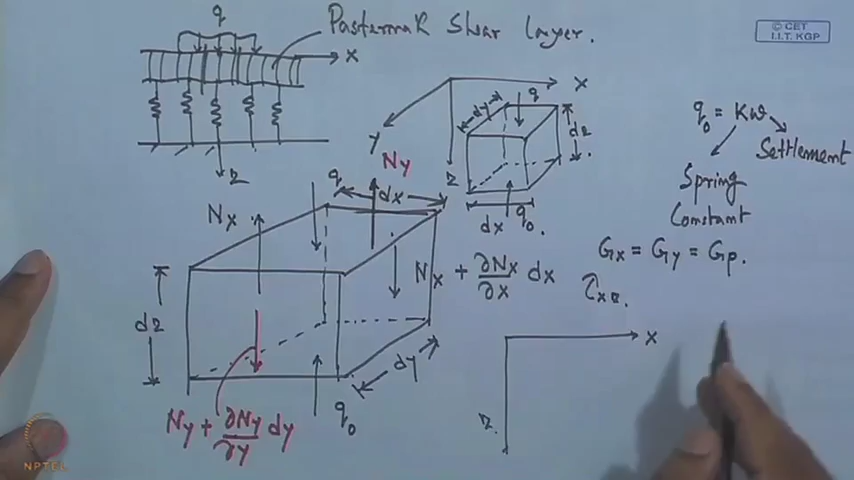 q
Pasternak Shear Layer.
© CET
I.I.T. KGP
X
Z
X
Y
Z
dy
q
dz
dx
q₀.
q₀ = Kω
Settlement
Spring
Constant
Gx = Gy = Gp.
τxz.
Ny
q
dx
Nx
Nx + ∂Nx/∂x dx
dz
dy
q₀
Ny + ∂Ny/∂y dy
X
Z.
NPTEL